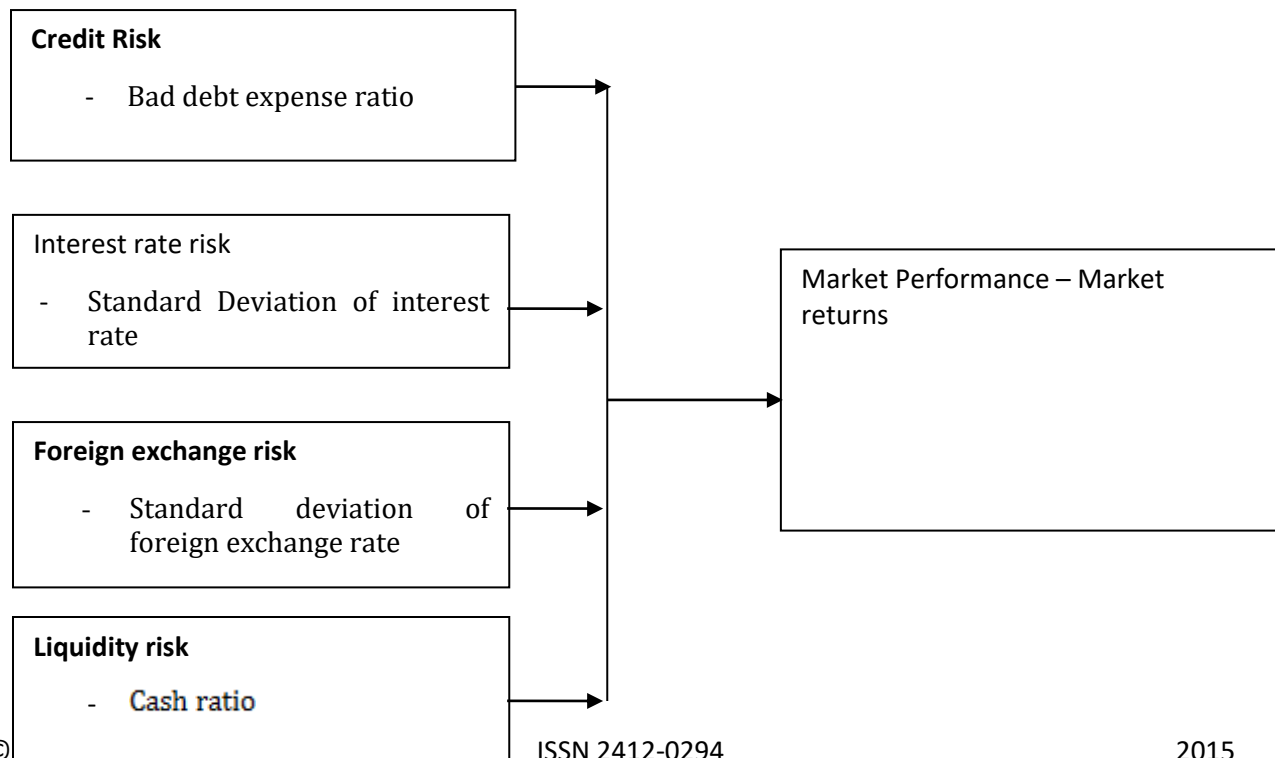 Credit Risk
- Bad debt expense ratio
Interest rate risk
- Standard Deviation of interest
rate
Foreign exchange risk
- Standard deviation of
foreign exchange rate
Liquidity risk
- Cash ratio
Market Performance – Market
returns
© ISSN 2412-0294 2015